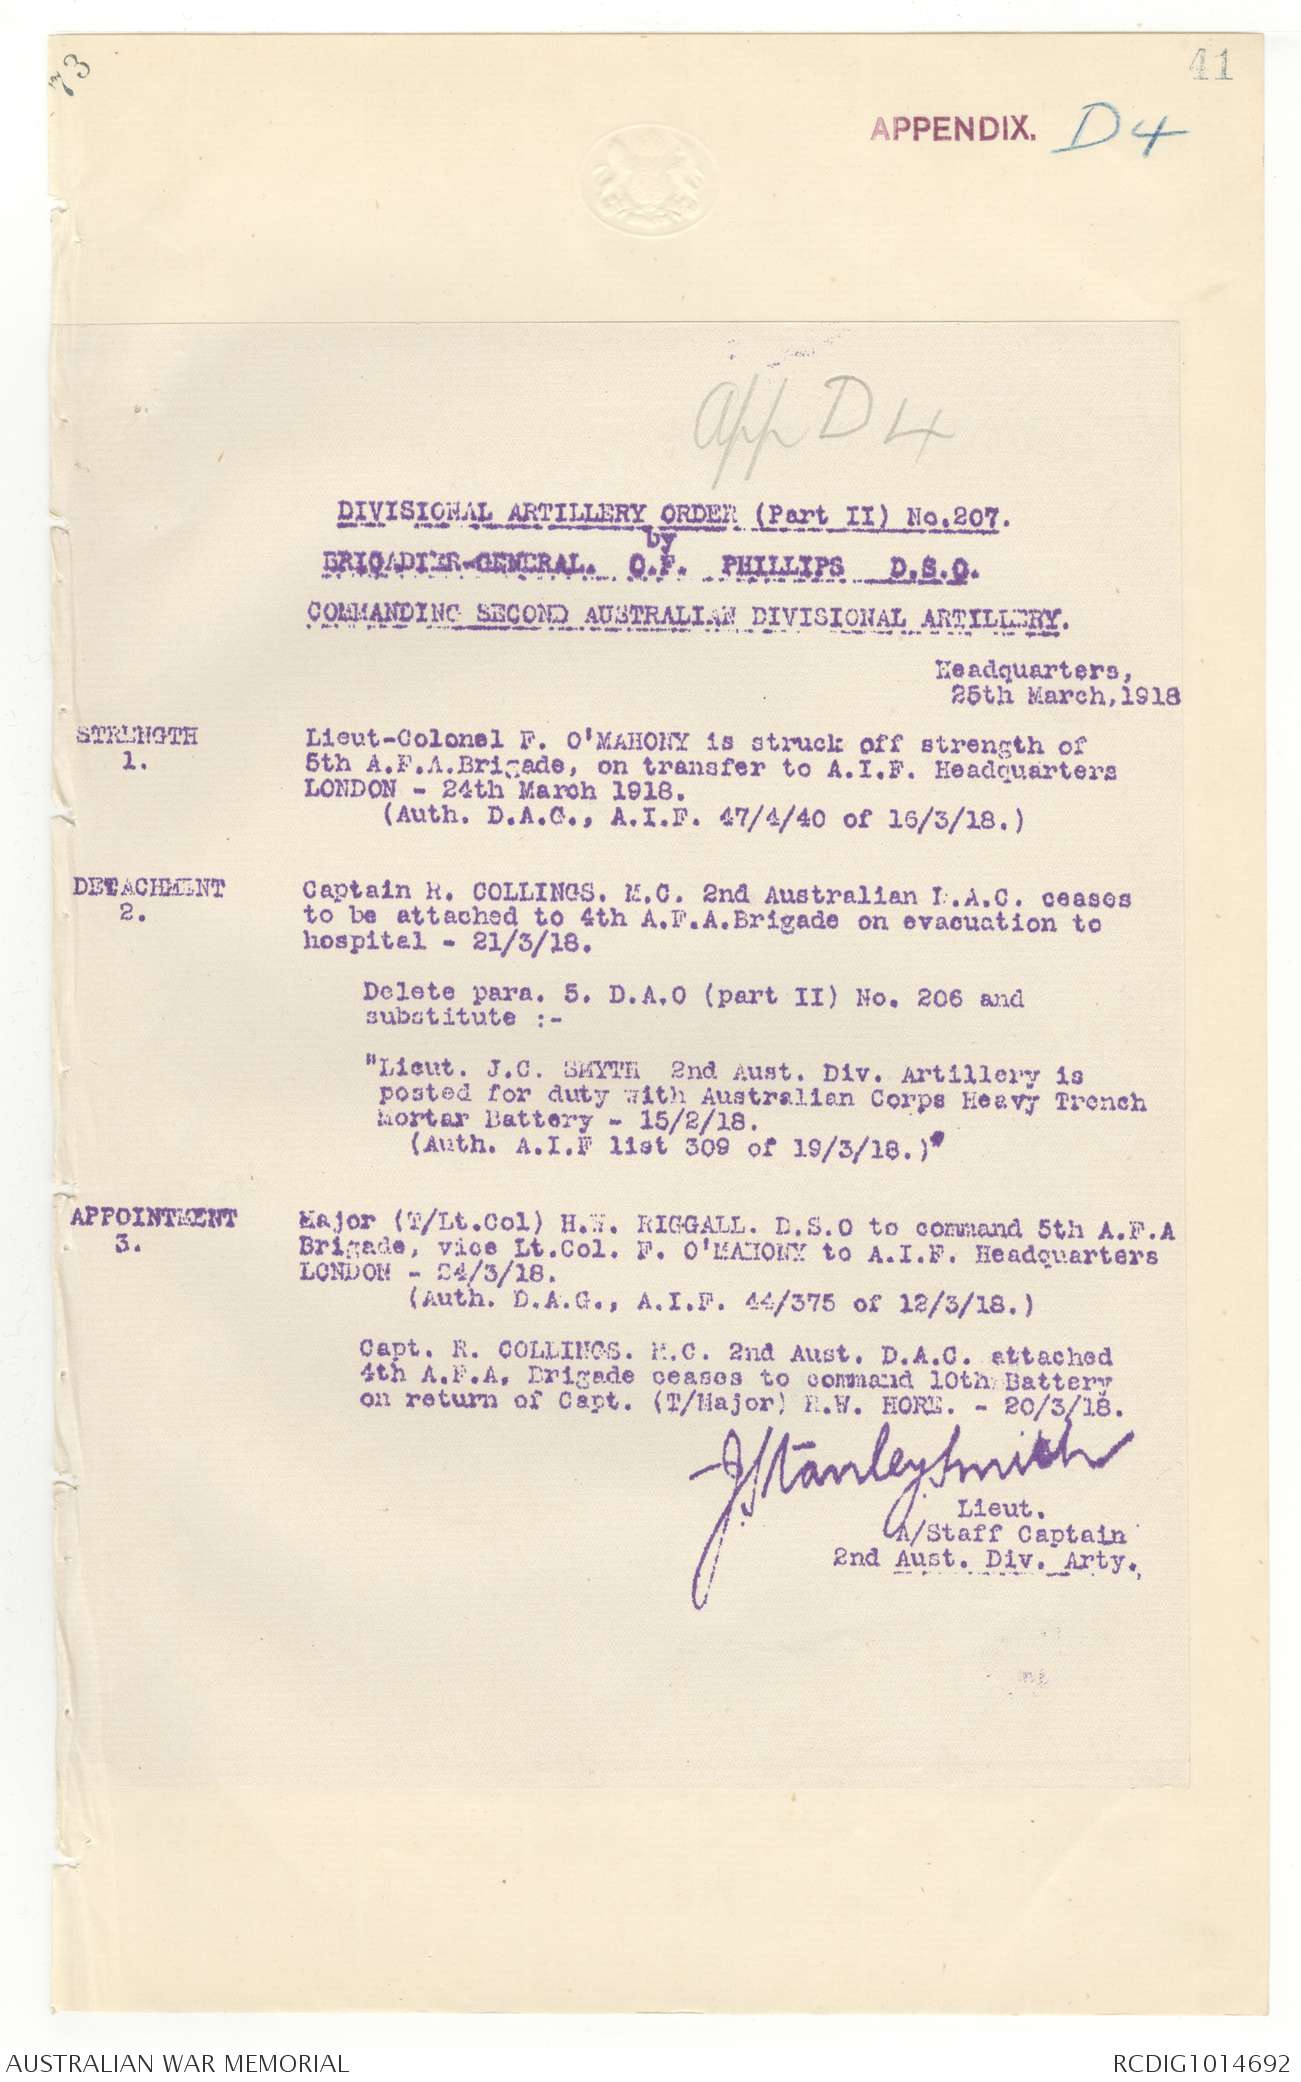 73
41
APPENDIX. D4
App D4
DIVISIONAL ARTILLERY ORDER (Part II) No.207.
by
BRIGADIER-GENERAL. O.F. PHILLIPS D.S.O.
COMMANDING SECOND AUSTRALIAN DIVISIONAL ARTILLERY.
Headquarters,
25th March,1918
STRENGTH
1.
Lieut-Colonel F. O'MAHONY is struck off strength of
5th A.F.A.Brigade, on transfer to A.I.F. Headquarters
LONDON - 24th March 1918.
(Auth. D.A.G., A.I.F. 47/4/40 of 16/3/18.)
DETACHMENT
2.
Captain R. COLLINGS. M.C. 2nd Australian D.A.C. ceases
to be attached to 4th A.F.A.Brigade on evacuation to
hospital - 21/3/18.
Delete para. 5. D.A.O (part II) No. 206 and
substitute :-
"Lieut. J.C. SMYTH 2nd Aust. Div. Artillery is
posted for duty with Australian Corps Heavy Trench
Mortar Battery - 15/2/18.
(Auth. A.I.F list 309 of 19/3/18.)"
APPOINTMENT
3.
Major (T/Lt.Col) H.W. RIGGALL. D.S.O to command 5th A.F.A
Brigade, vice Lt.Col. F. O'MAHONY to A.I.F. Headquarters
LONDON - 24/3/18.
(Auth. D.A.G., A.I.F. 44/375 of 12/3/18.)
Capt. R. COLLINGS. M.C. 2nd Aust. D.A.C. attached
4th A.F.A. Brigade ceases to command 10th Battery
on return of Capt. (T/Major) R.W. HORE. - 20/3/18.
J Stanley Smith
Lieut.
A/Staff Captain
2nd Aust. Div. Arty.
AUSTRALIAN WAR MEMORIAL
RCDIG1014692